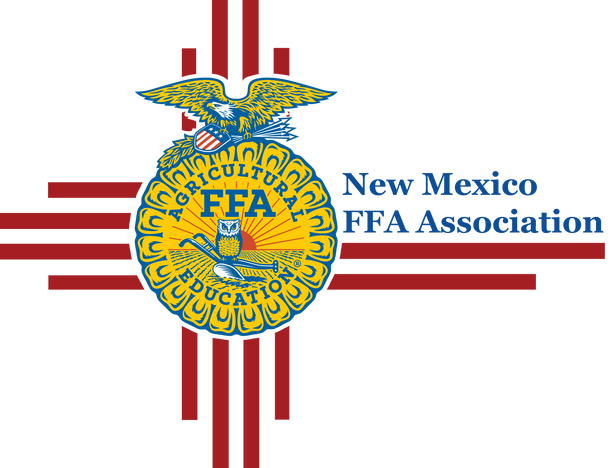 AGRICULTURAL
FFA
EDUCATION®
New Mexico
FFA Association